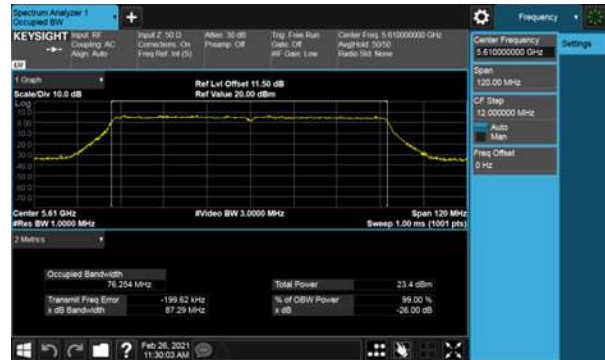 Spectrum Analyzer 1
Occupied BW
+
Frequency
KEYSIGHT
Input: RF
Coupling: AC
Align: Auto
Input Z: 50 Ω
Corrections: On
Freq Ref: Int (S)
Atten: 30 dB
Preamp: Off
Trig: Free Run
Gate: Off
#IF Gain: Low
Center Freq: 5.610000000 GHz
Avg|Hold: 50/50
Radio Std: None
LVI
Center Frequency
5.610000000 GHz
Settings
Span
120.00 MHz
CF Step
12.000000 MHz
Auto
Man
Freq Offset
0 Hz
1 Graph
Scale/Div 10.0 dB
Ref Lvl Offset 11.50 dB
Ref Value 20.00 dBm
Log
10.0
0.00
-10.0
-20.0
-30.0
-40.0
-50.0
-60.0
-70.0
Center 5.61 GHz
#Res BW 1.0000 MHz
#Video BW 3.0000 MHz
Span 120 MHz
Sweep 1.00 ms (1001 pts)
2 Metrics
Occupied Bandwidth
76.254 MHz
Total Power
23.4 dBm
Transmit Freq Error
-199.62 kHz
% of OBW Power
99.00 %
x dB Bandwidth
87.29 MHz
x dB
-26.00 dB
?
Feb 26, 2021
11:30:03 AM